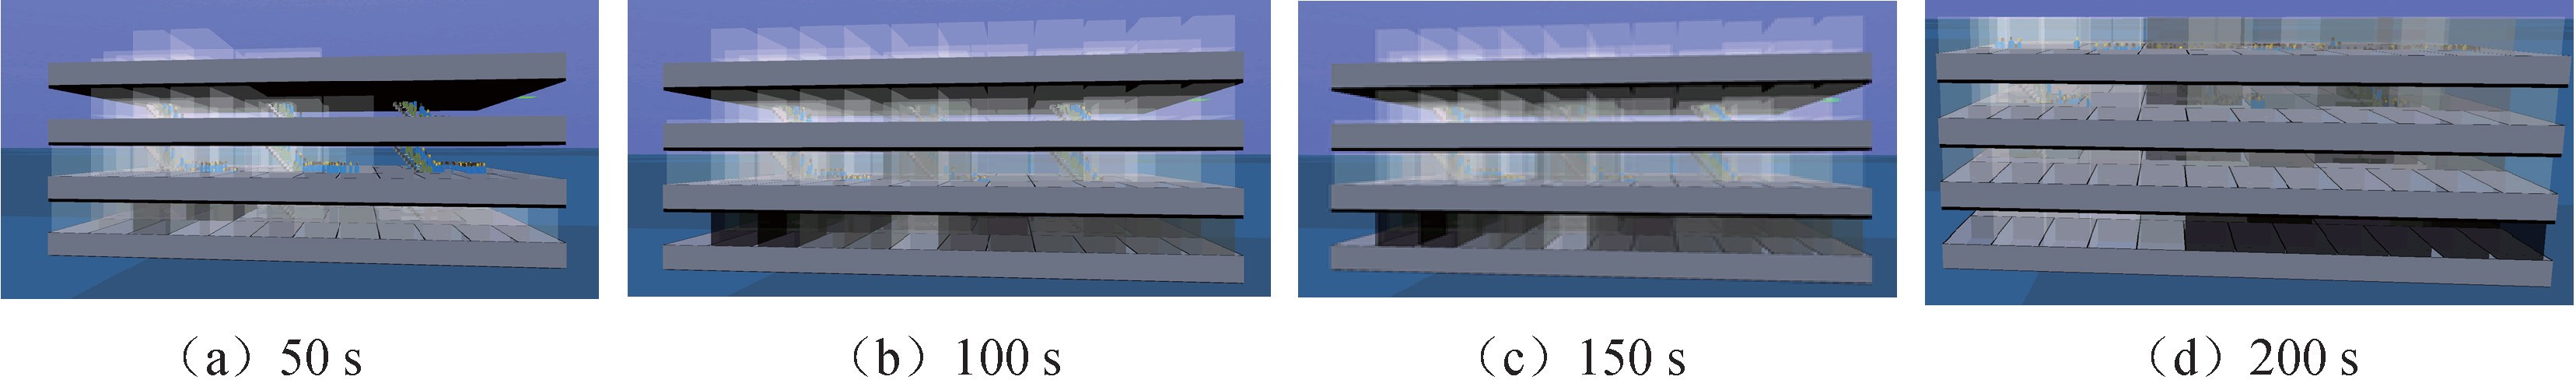 （a）50 s
（b）100 s
（c）150 s
（d）200 s